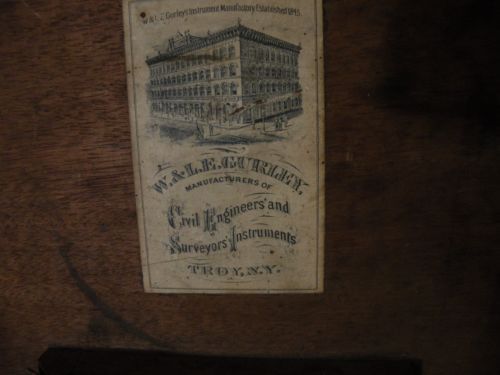 W. & L. E. Gurley's Instrument Manufactory Established 1845.
W. & L.E. GURLEY,
MANUFACTURERS OF
Civil Engineers' and
Surveyors' Instruments
TROY, N.Y.